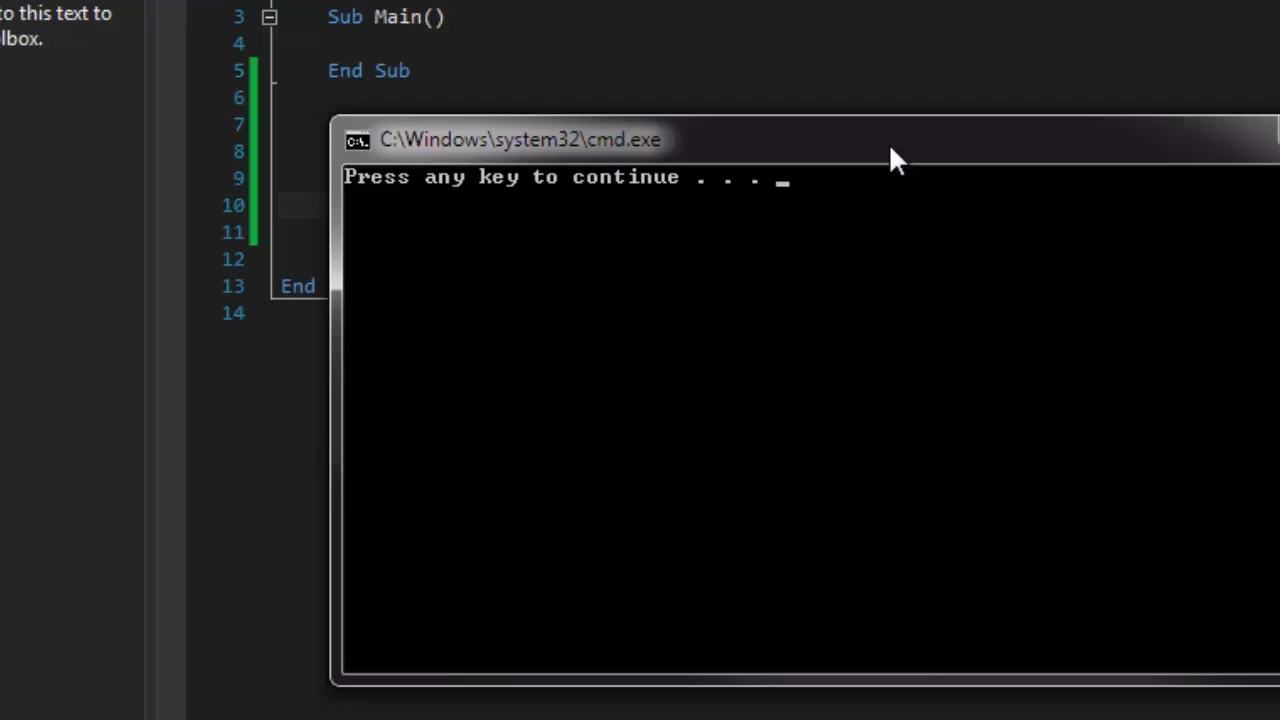 to this text to
lbox.
3 Sub Main()
4
5 End Sub
6
7
8
9
10
11
12
13 End
14
C:\Windows\system32\cmd.exe
Press any key to continue . . . _